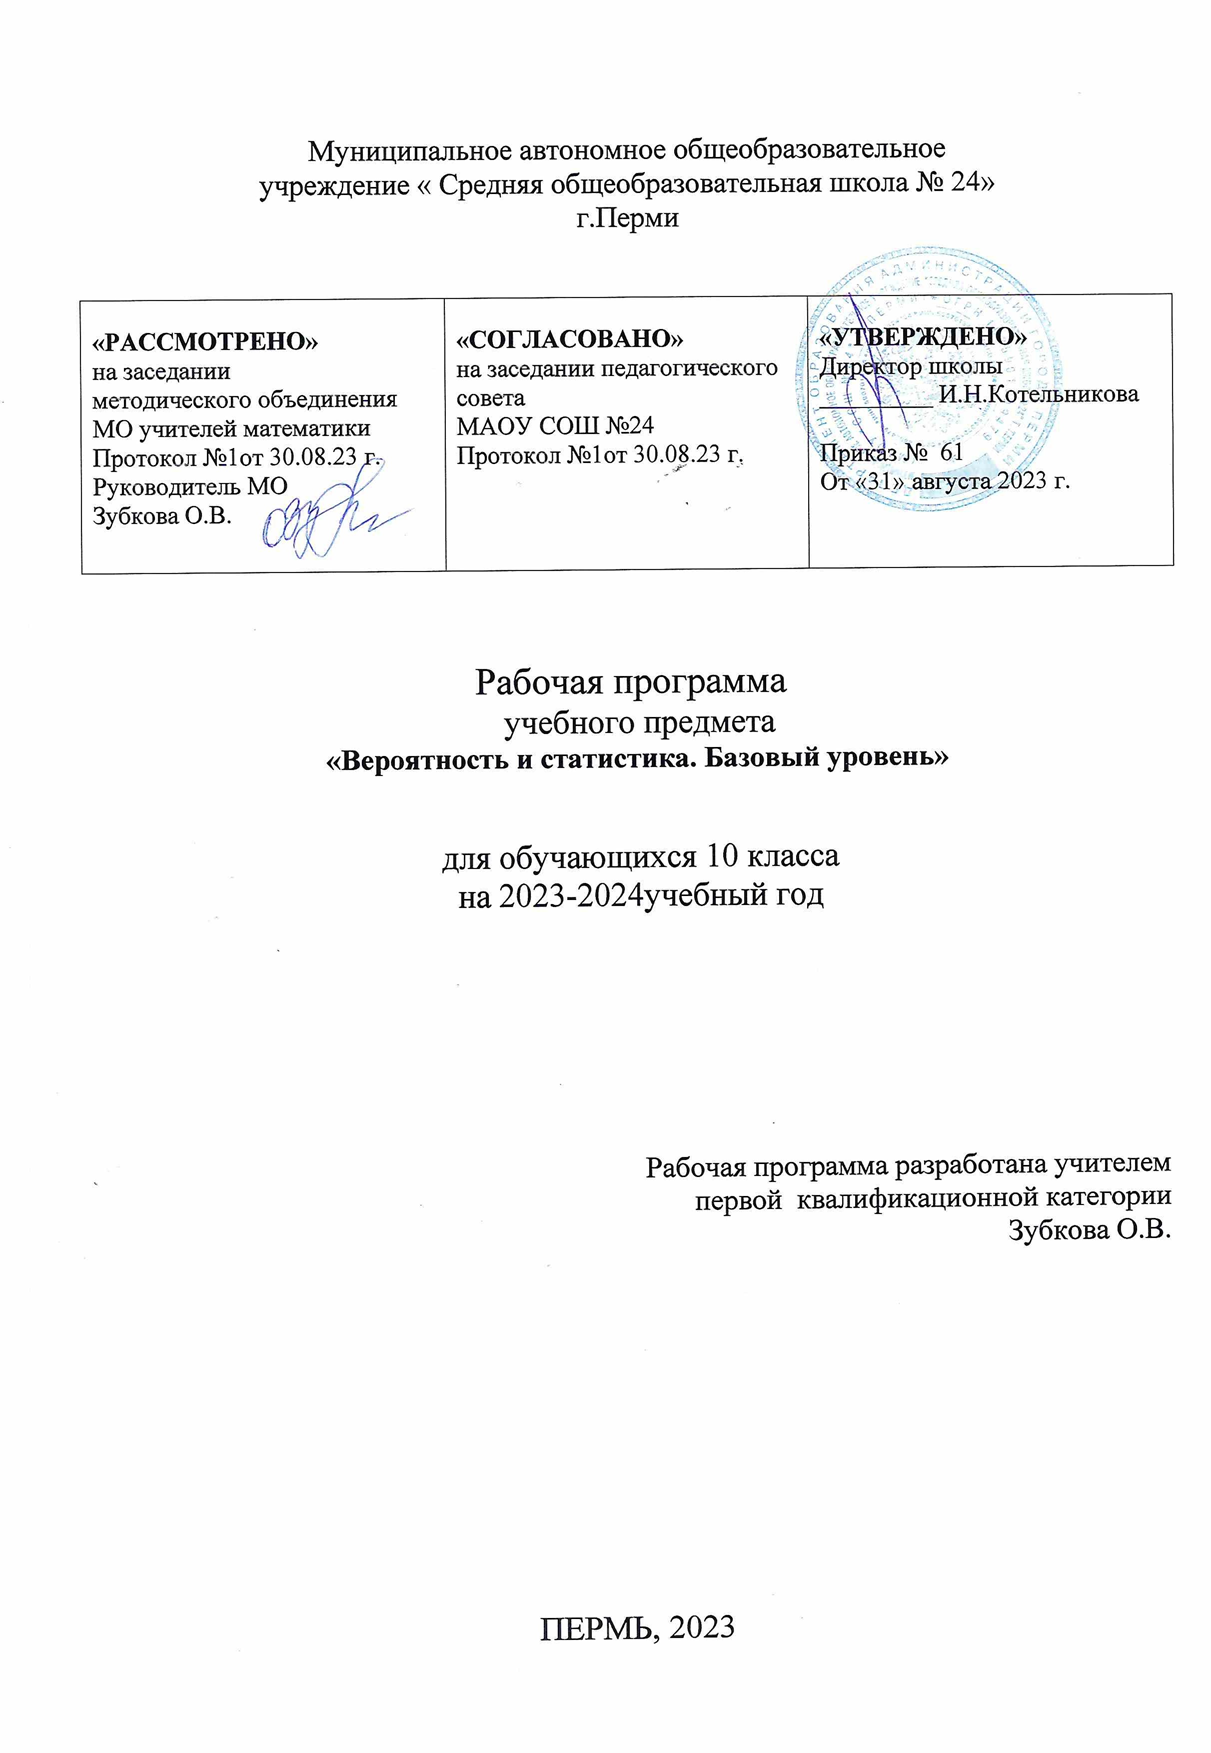 Муниципальное автономное общеобразовательное
учреждение « Средняя общеобразовательная школа № 24»
г.Перми
«РАССМОТРЕНО»
на заседании
методического объединения
МО учителей математики
Протокол №1от 30.08.23 г.
Руководитель МО
Зубкова О.В.
«СОГЛАСОВАНО»
на заседании педагогического
совета
МАОУ СОШ №24
Протокол №1от 30.08.23 г.
«УТВЕРЖДЕНО»
Директор школы
_________ И.Н.Котельникова
Приказ № 61
От «31» августа 2023 г.
Рабочая программа
учебного предмета
«Вероятность и статистика. Базовый уровень»
для обучающихся 10 класса
на 2023-2024учебный год
Рабочая программа разработана учителем
первой квалификационной категории
Зубкова О.В.
ПЕРМЬ, 2023